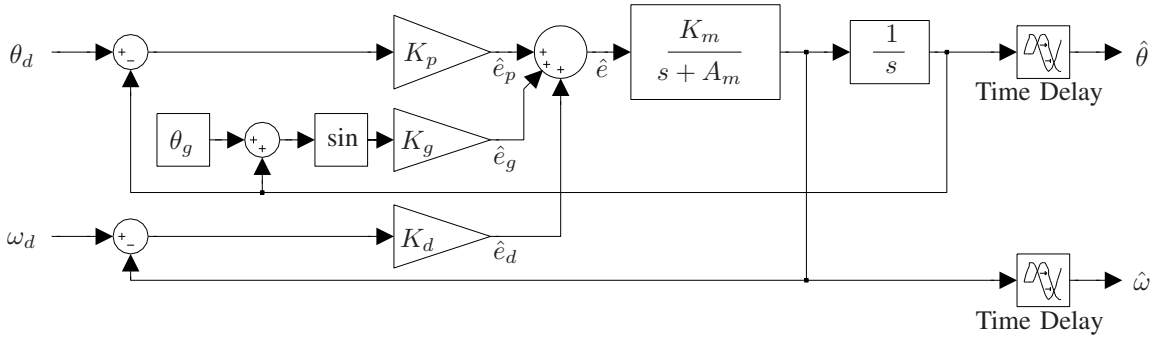 θ_d
+
-
K_p
ê_p
+
+
+
ê
K_m
s + A_m
1
s
Time Delay
θ̂
θ_g
+
+
sin
K_g
ê_g
ω_d
+
-
K_d
ê_d
Time Delay
ω̂